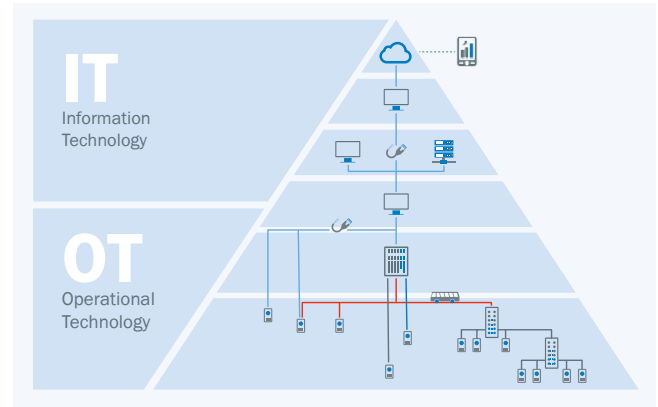 IT
Information
Technology
OT
Operational
Technology